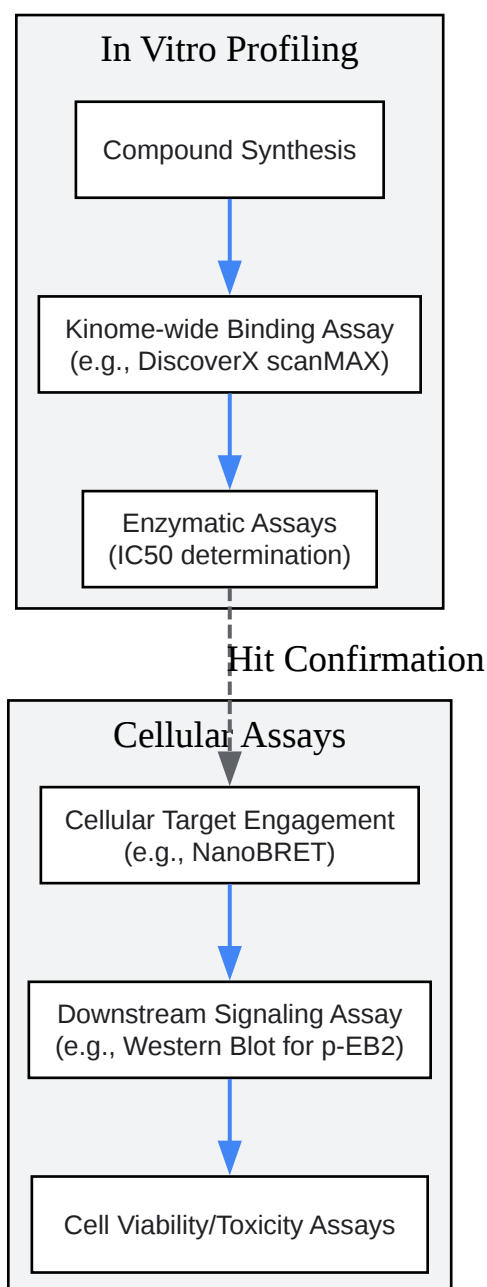 In Vitro Profiling
Compound Synthesis
Kinome-wide Binding Assay
(e.g., DiscoverX scanMAX)
Enzymatic Assays
(IC50 determination)
Hit Confirmation
Cellular Assays
Cellular Target Engagement
(e.g., NanoBRET)
Downstream Signaling Assay
(e.g., Western Blot for p-EB2)
Cell Viability/Toxicity Assays